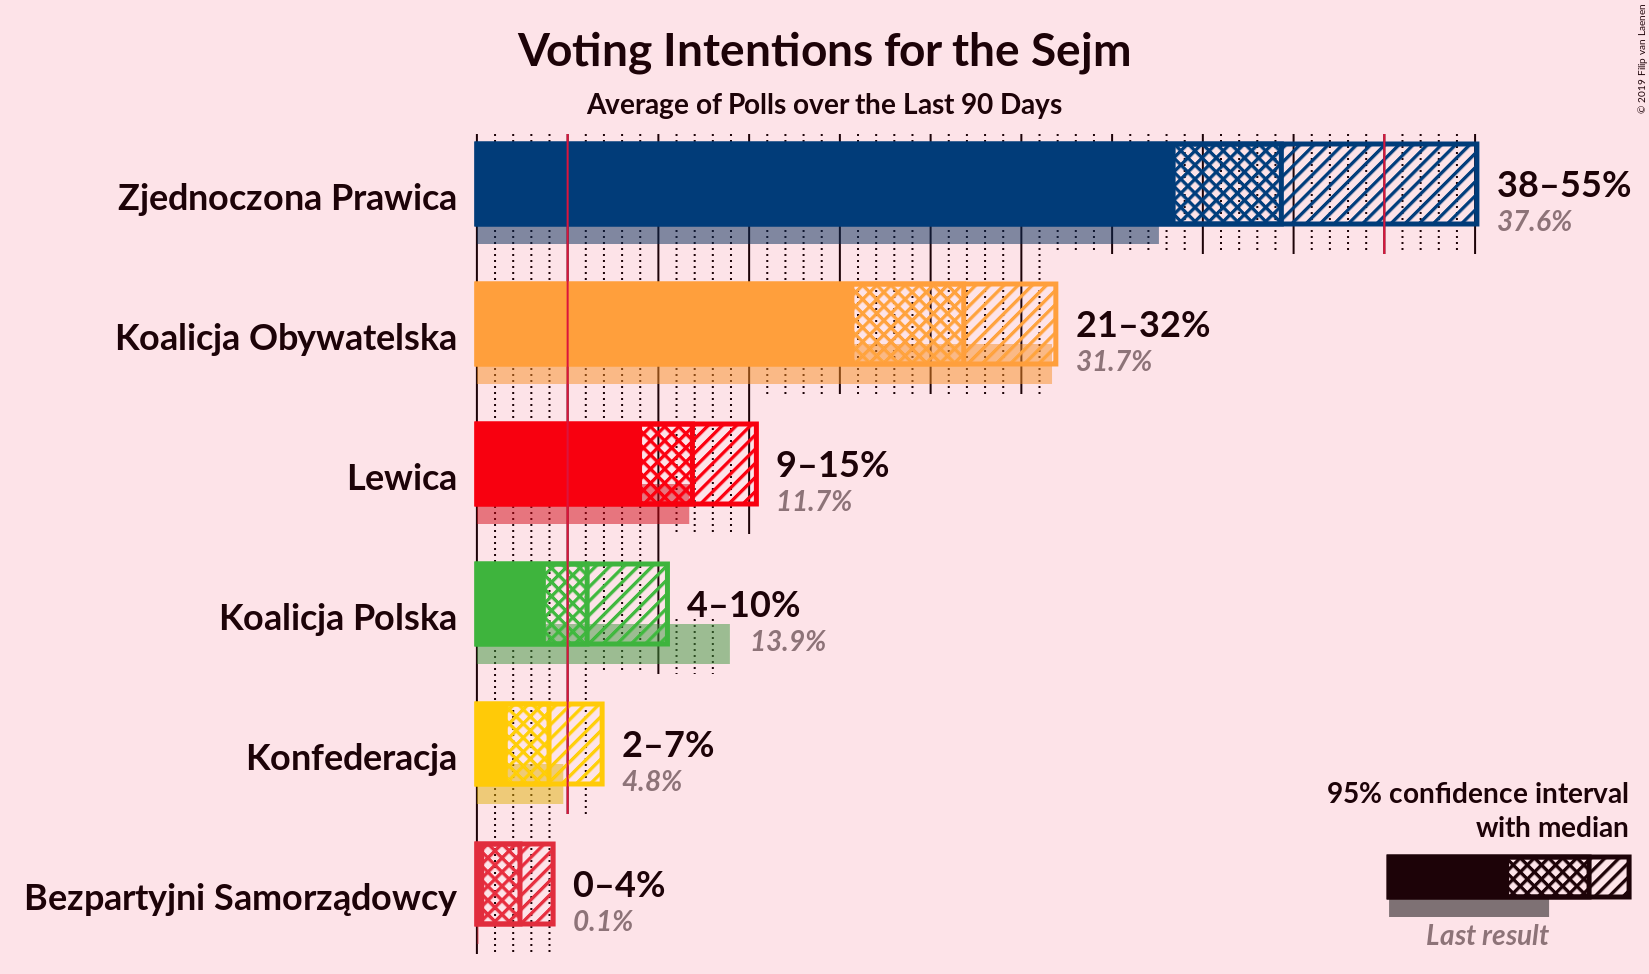 Voting Intentions for the Sejm
Average of Polls over the Last 90 Days
© 2019 Filip van Laenen
Zjednoczona Prawica
38–55%
37.6%
Koalicja Obywatelska
21–32%
31.7%
Lewica
9–15%
11.7%
Koalicja Polska
4–10%
13.9%
Konfederacja
2–7%
4.8%
Bezpartyjni Samorządowcy
0–4%
0.1%
95% confidence interval
with median
Last result